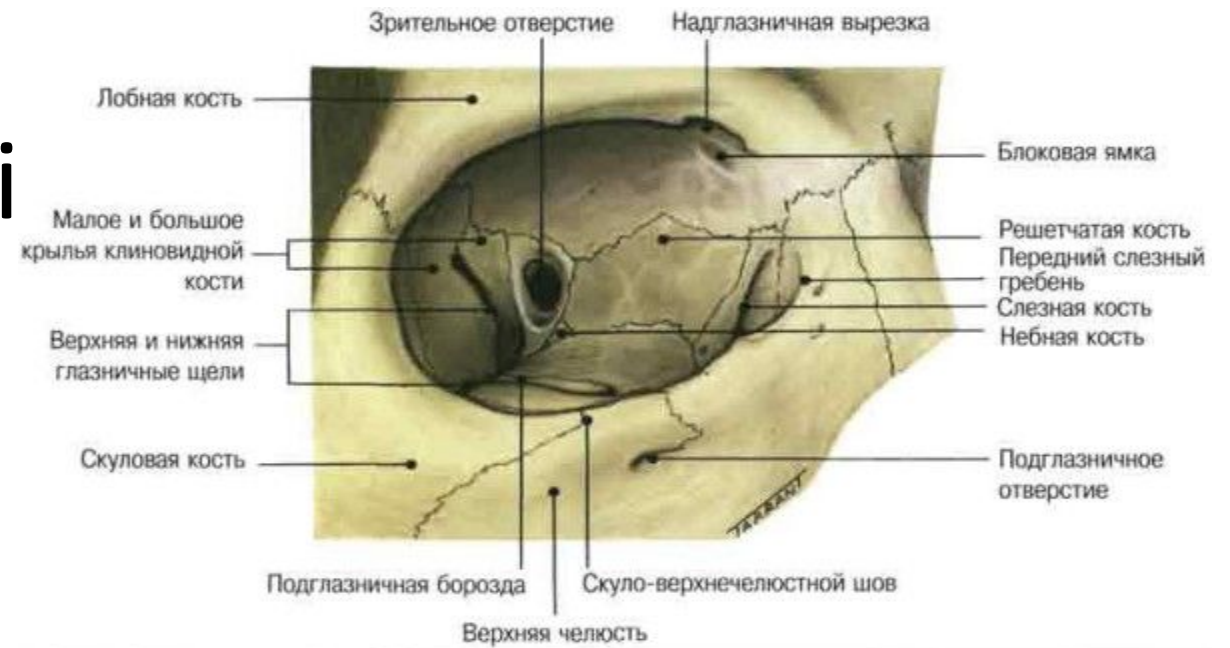 Зрительное отверстие
Надглазничная вырезка
Лобная кость
Блоковая ямка
i
Малое и большое
крылья клиновидной
кости
Решетчатая кость
Передний слезный
гребень
Слезная кость
Небная кость
Верхняя и нижняя
глазничные щели
Скуловая кость
Подглазничное
отверстие
TARRANT
Подглазничная борозда
Скуло-верхнечелюстной шов
Верхняя челюсть